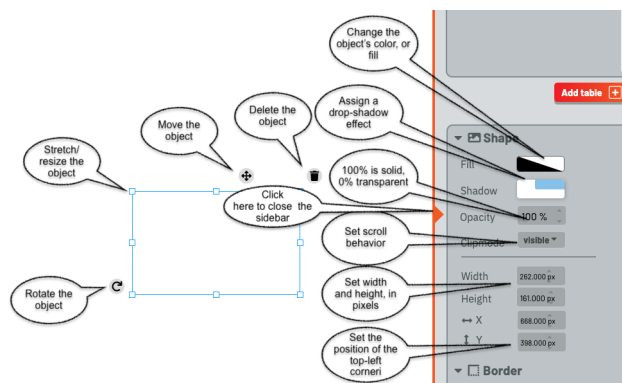 Change the
object's color, or
fill
Add table
Assign a
drop-shadow
effect
Delete the
object
Move the
object
Stretch/
resize the
object
Shape
Fill
100% is solid,
0% transparent
Shadow
Click
here to close the
sidebar
Opacity
100 %
Set scroll
behavior
Clipmode
visible
Width
262.000 px
Set width
and height, in
pixels
Height
161.000 px
Rotate the
object
X
668.000 px
Set the
position of the
top-left
corneri
Y
398.000 px
Border